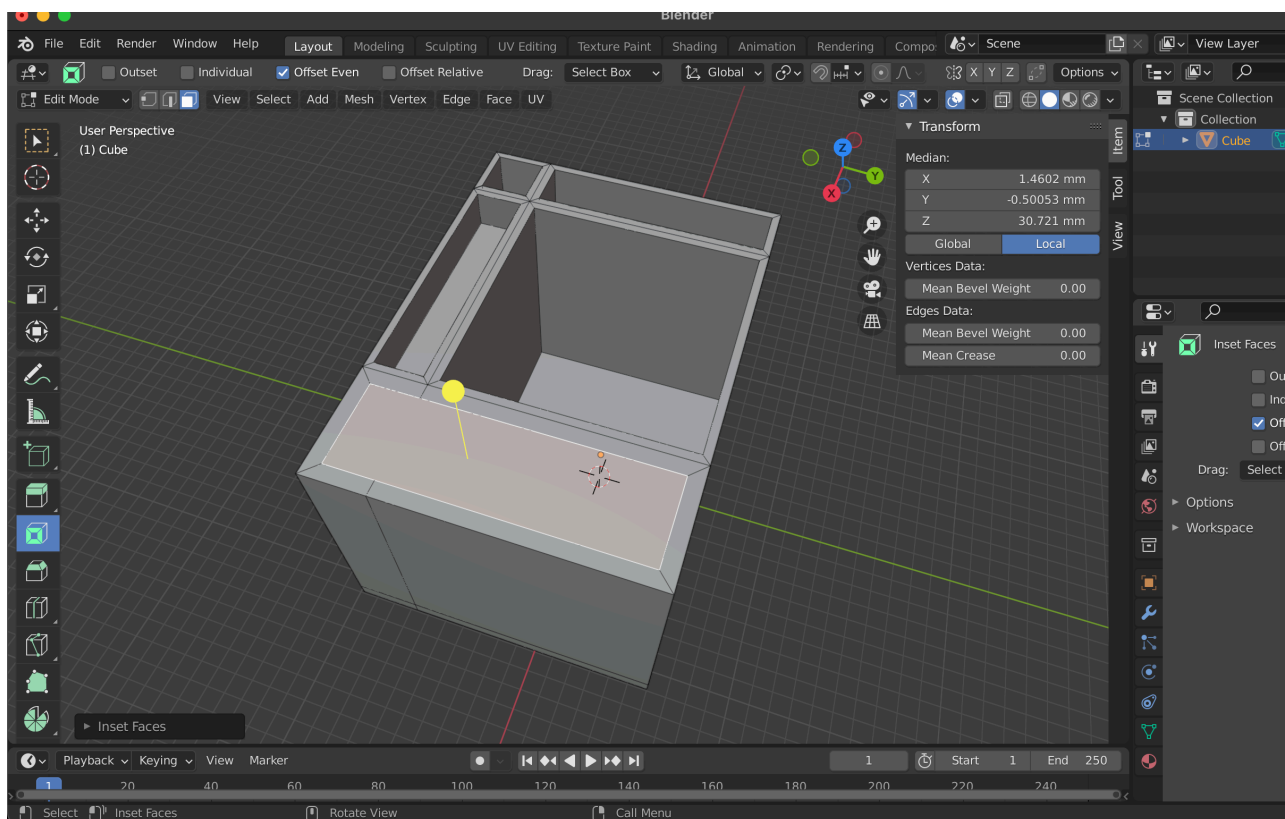 Blender
File Edit Render Window Help Layout Modeling Sculpting UV Editing Texture Paint Shading Animation Rendering Compo Scene View Layer
Outset Individual Offset Even Offset Relative Drag: Select Box Global X Y Z Options
Edit Mode View Select Add Mesh Vertex Edge Face UV
Scene Collection
Collection
Cube
User Perspective
(1) Cube
Z
Y
X
Transform
Median:
X 1.4602 mm
Y -0.50053 mm
Z 30.721 mm
Global Local
Vertices Data:
Mean Bevel Weight 0.00
Edges Data:
Mean Bevel Weight 0.00
Mean Crease 0.00
Item
Tool
View
Inset Faces
Ou
Ind
Off
Off
Drag: Select
Options
Workspace
Inset Faces
Playback Keying View Marker 1 Start 1 End 250
1 20 40 60 80 100 120 140 160 180 200 220 240
Select Inset Faces Rotate View Call Menu